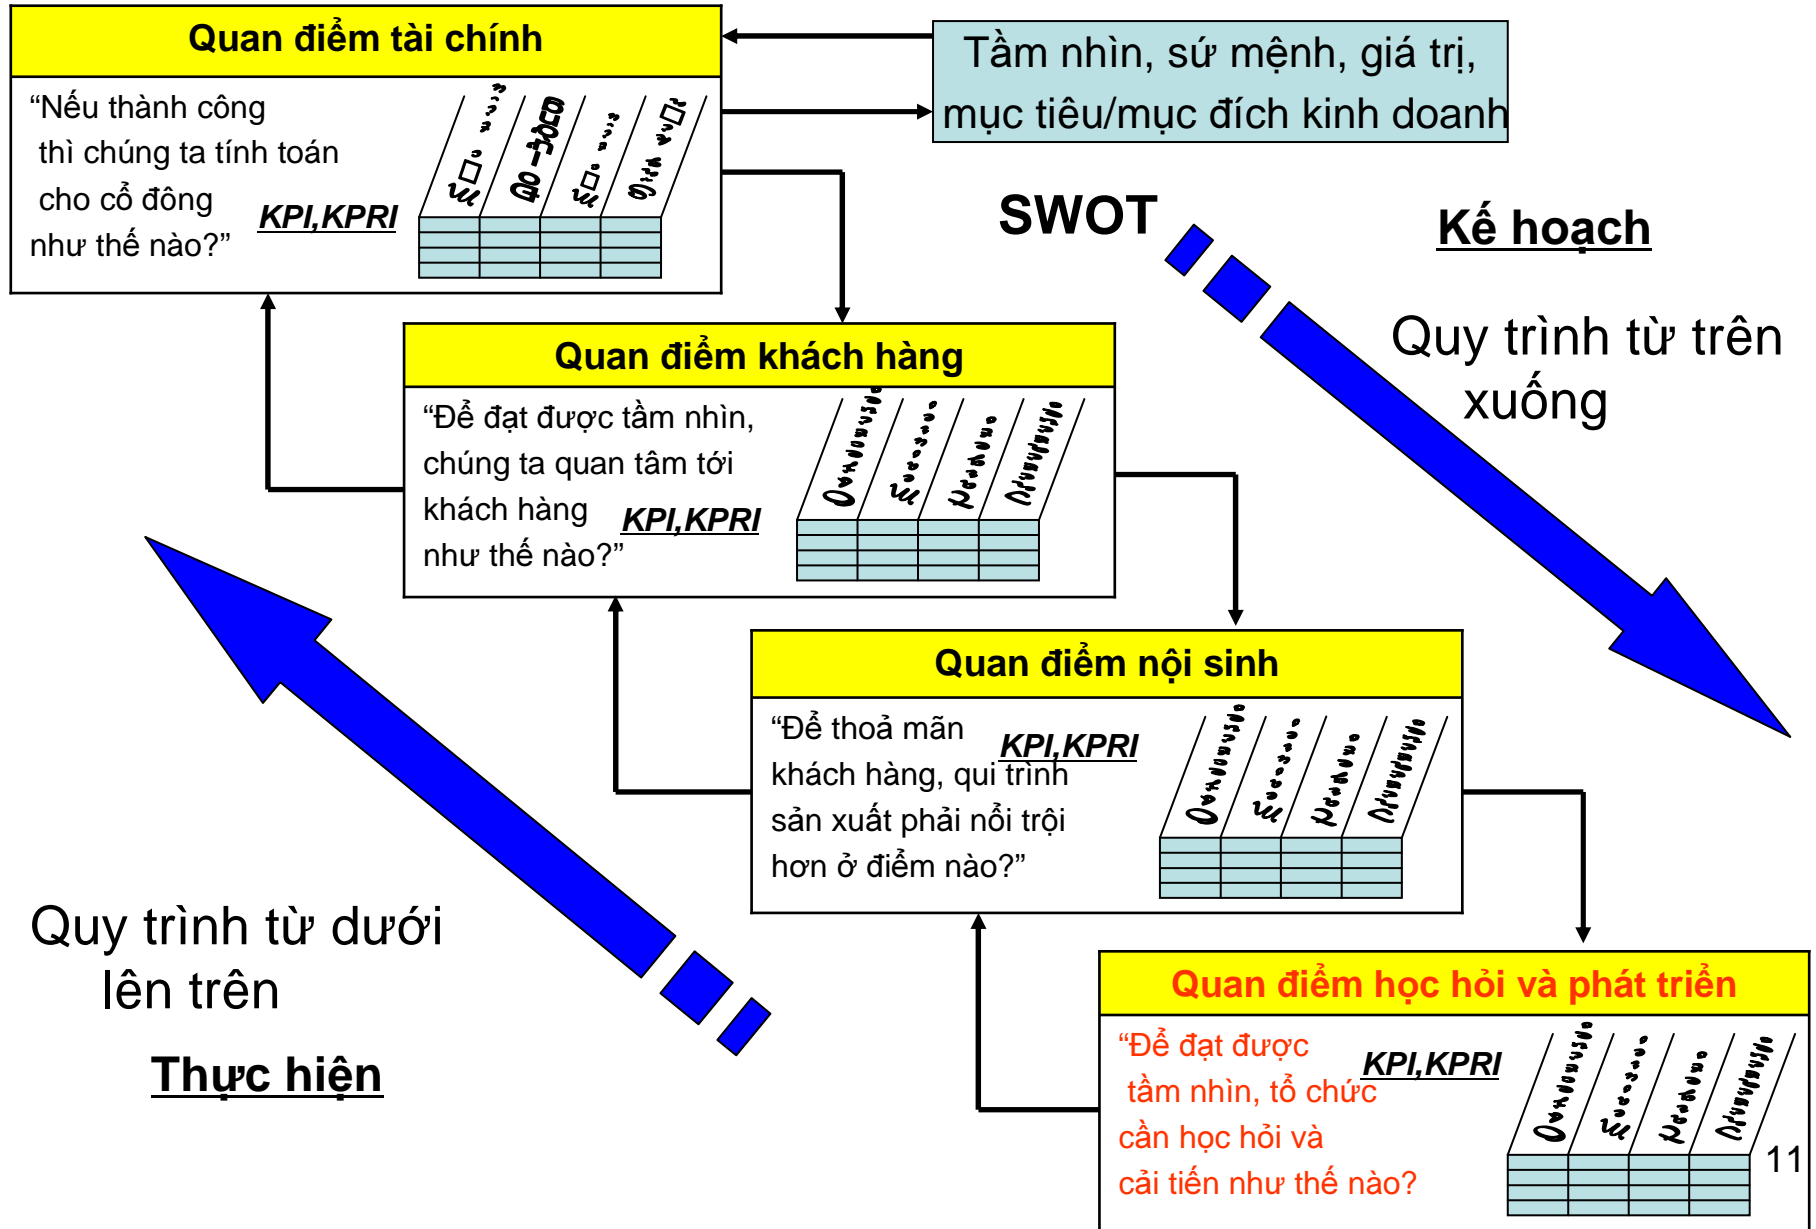 Quan điểm tài chính
“Nếu thành công
thì chúng ta tính toán
cho cổ đông
như thế nào?”
KPI,KPRI
Tầm nhìn, sứ mệnh, giá trị,
mục tiêu/mục đích kinh doanh
SWOT
Kế hoạch
Quy trình từ trên
xuống
Quan điểm khách hàng
“Để đạt được tầm nhìn,
chúng ta quan tâm tới
khách hàng
như thế nào?”
KPI,KPRI
Quan điểm nội sinh
“Để thoả mãn
khách hàng, qui trình
sản xuất phải nổi trội
hơn ở điểm nào?”
KPI,KPRI
Quy trình từ dưới
lên trên
Thực hiện
Quan điểm học hỏi và phát triển
“Để đạt được
tầm nhìn, tổ chức
cần học hỏi và
cải tiến như thế nào?
KPI,KPRI
11